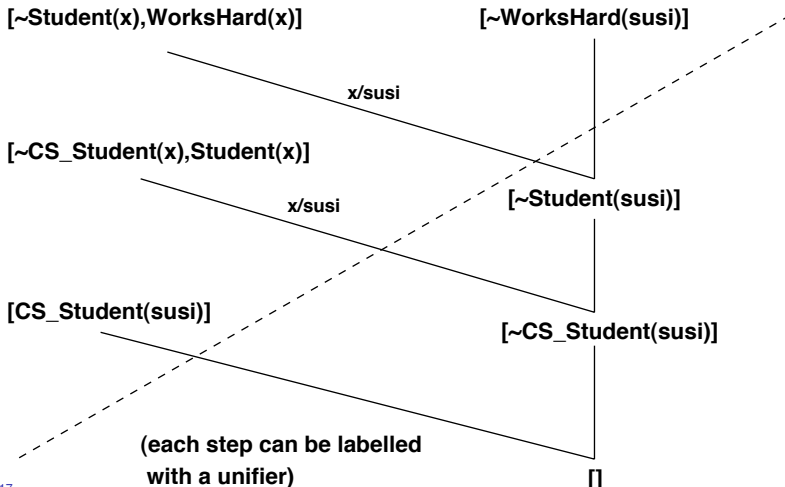 [~Student(x),WorksHard(x)]
[~WorksHard(susi)]
x/susi
[~CS_Student(x),Student(x)]
[~Student(susi)]
x/susi
[CS_Student(susi)]
[~CS_Student(susi)]
(each step can be labelled
with a unifier)
[]
17